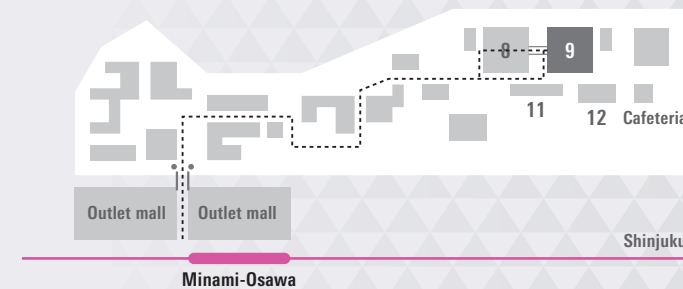 8
9
11
12
Cafeteria
Outlet mall
Outlet mall
Shinjuku
Minami-Osawa